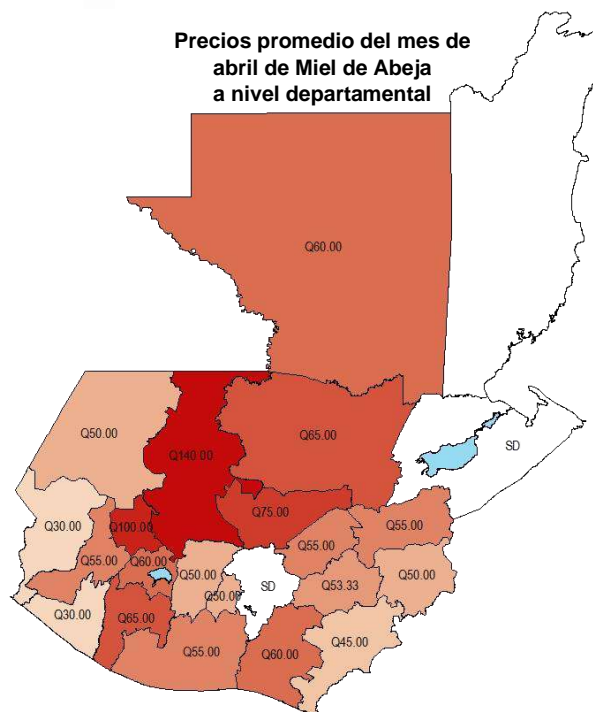 Precios promedio del mes de
abril de Miel de Abeja
a nivel departamental
Q60.00
Q50.00
Q65.00
SD
Q140.00
Q75.00
Q30.00
Q100.00
Q55.00
Q55.00
Q55.00
Q60.00
Q50.00
Q50.00
Q50.00
SD
Q53.33
Q30.00
Q65.00
Q55.00
Q60.00
Q45.00